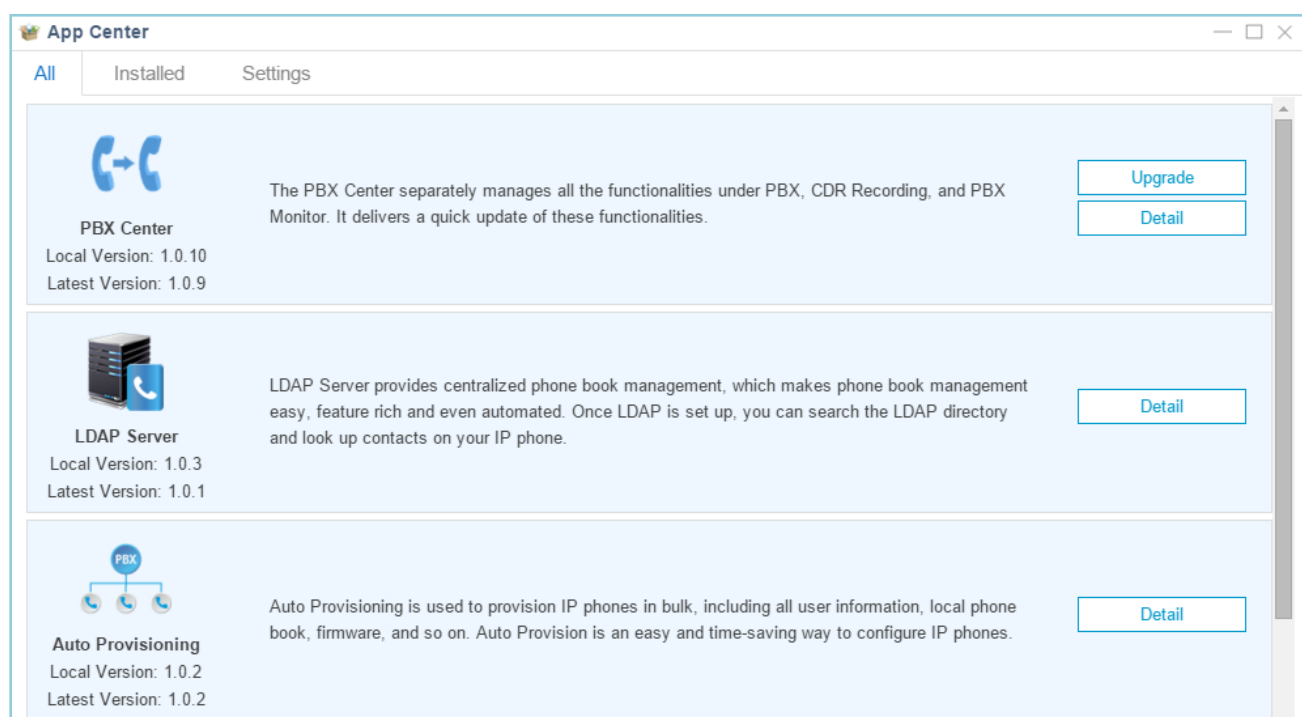 App Center
All Installed Settings
PBX Center
Local Version: 1.0.10
Latest Version: 1.0.9
The PBX Center separately manages all the functionalities under PBX, CDR Recording, and PBX
Monitor. It delivers a quick update of these functionalities.
Upgrade
Detail
LDAP Server
Local Version: 1.0.3
Latest Version: 1.0.1
LDAP Server provides centralized phone book management, which makes phone book management
easy, feature rich and even automated. Once LDAP is set up, you can search the LDAP directory
and look up contacts on your IP phone.
Detail
PBX
Auto Provisioning
Local Version: 1.0.2
Latest Version: 1.0.2
Auto Provisioning is used to provision IP phones in bulk, including all user information, local phone
book, firmware, and so on. Auto Provision is an easy and time-saving way to configure IP phones.
Detail